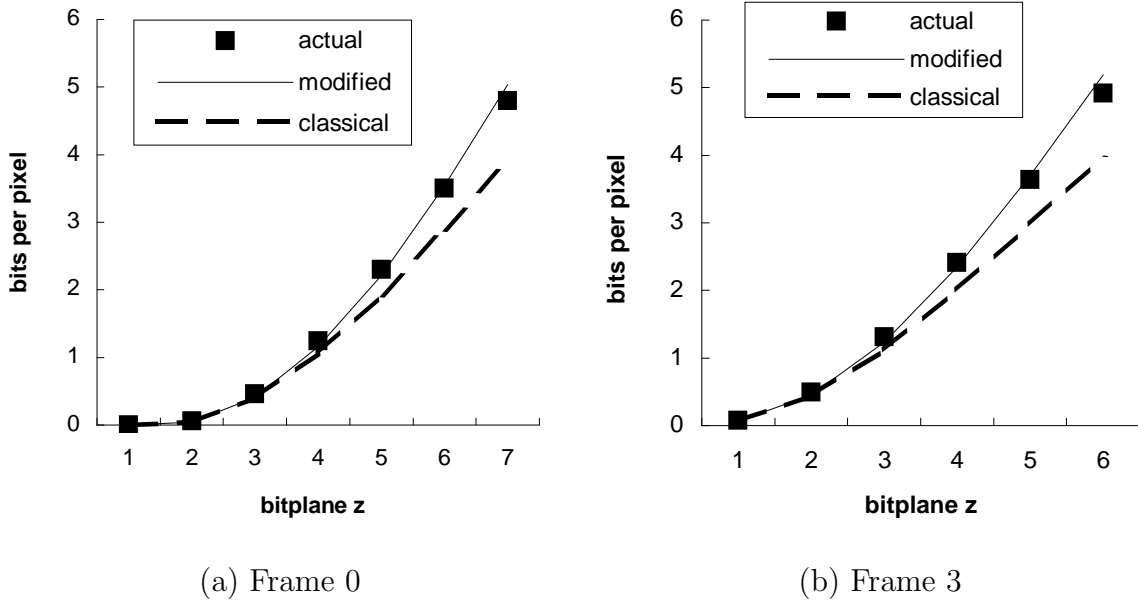 6
5
4
3
2
1
0
bits per pixel
actual
modified
classical
1 2 3 4 5 6 7
bitplane z
(a) Frame 0
6
5
4
3
2
1
0
bits per pixel
actual
modified
classical
1 2 3 4 5 6
bitplane z
(b) Frame 3